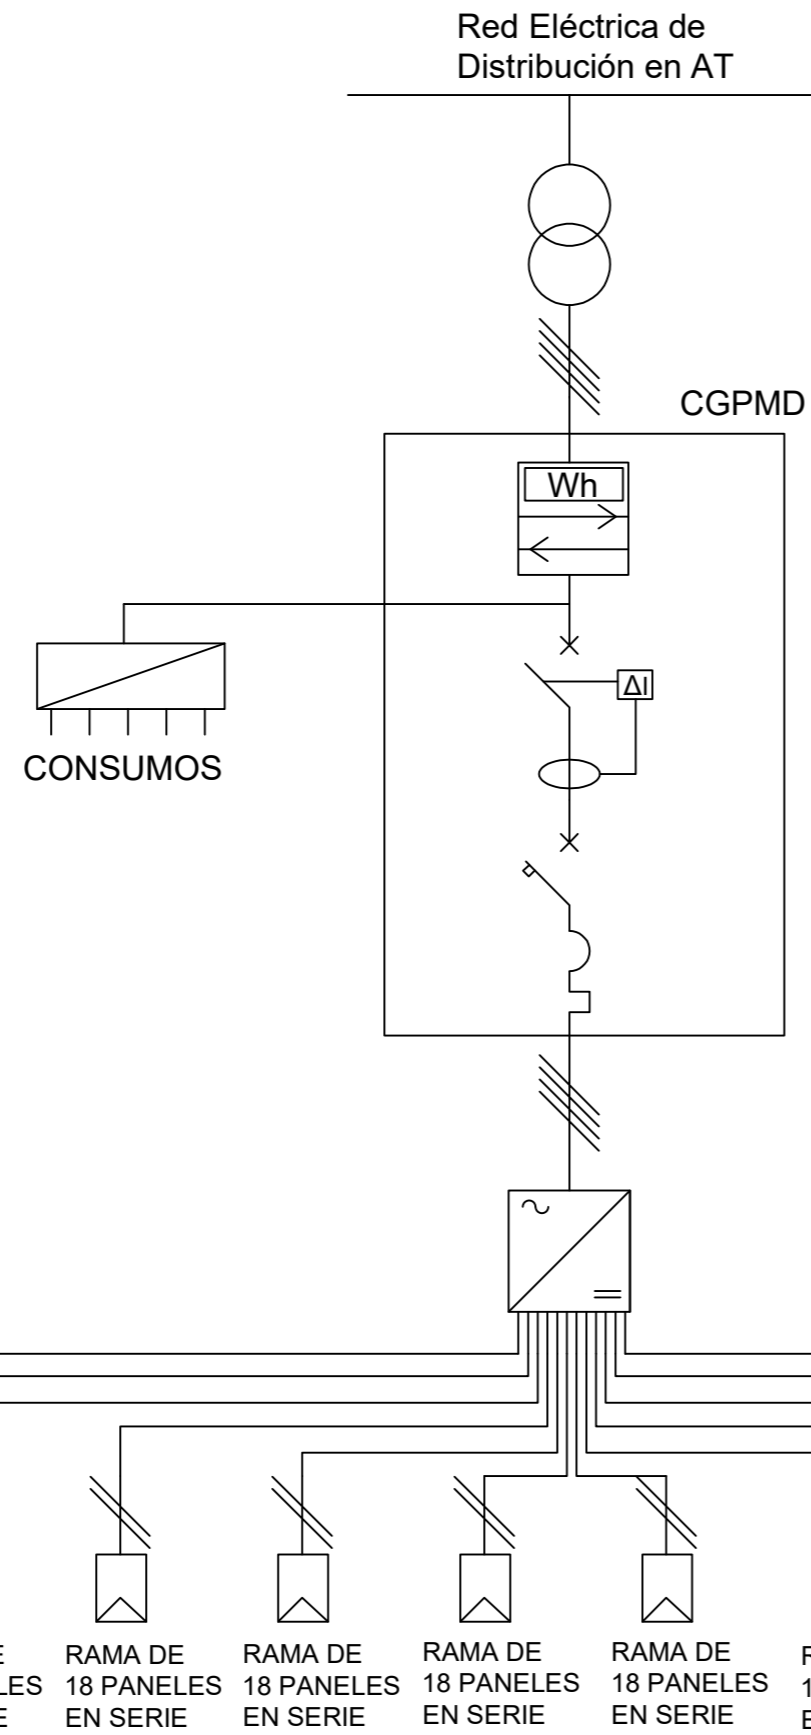 Red Eléctrica de
Distribución en AT
CGPMD
Wh
ΔI
CONSUMOS
RAMA DE
18 PANELES
EN SERIE
RAMA DE
18 PANELES
EN SERIE
RAMA DE
18 PANELES
EN SERIE
RAMA DE
18 PANELES
EN SERIE